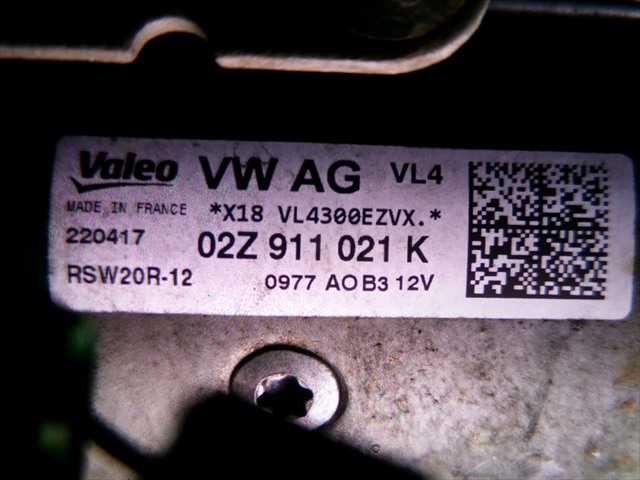 Valeo VW AG VL4
MADE IN FRANCE *X18 VL4300EZVX.*
220417 02Z 911 021 K
RSW20R-12 0977 AO B3 12V